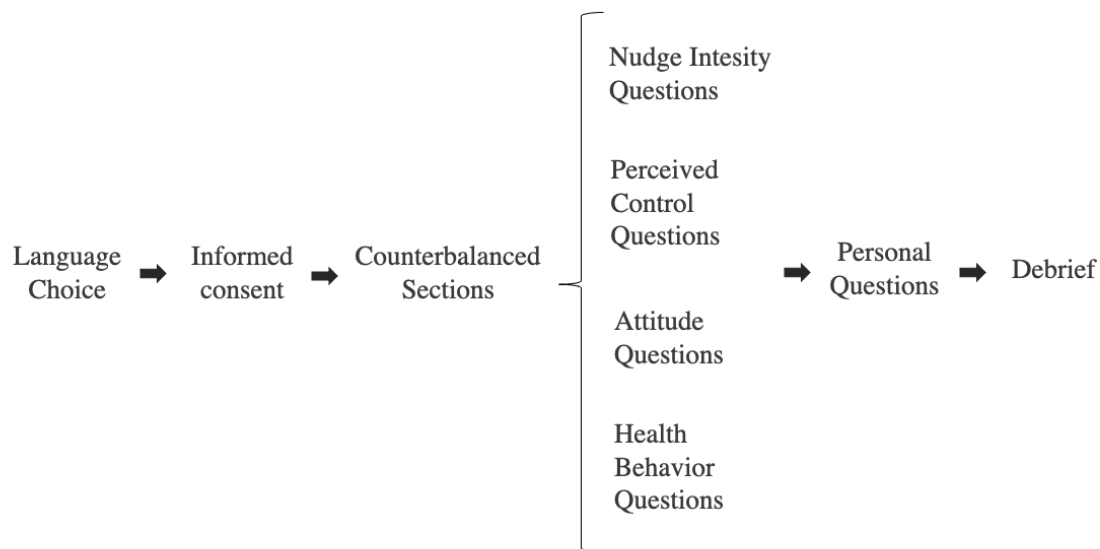 Language
Choice
Informed
consent
Counterbalanced
Sections
Nudge Intesity
Questions
Perceived
Control
Questions
Attitude
Questions
Health
Behavior
Questions
Personal
Questions
Debrief